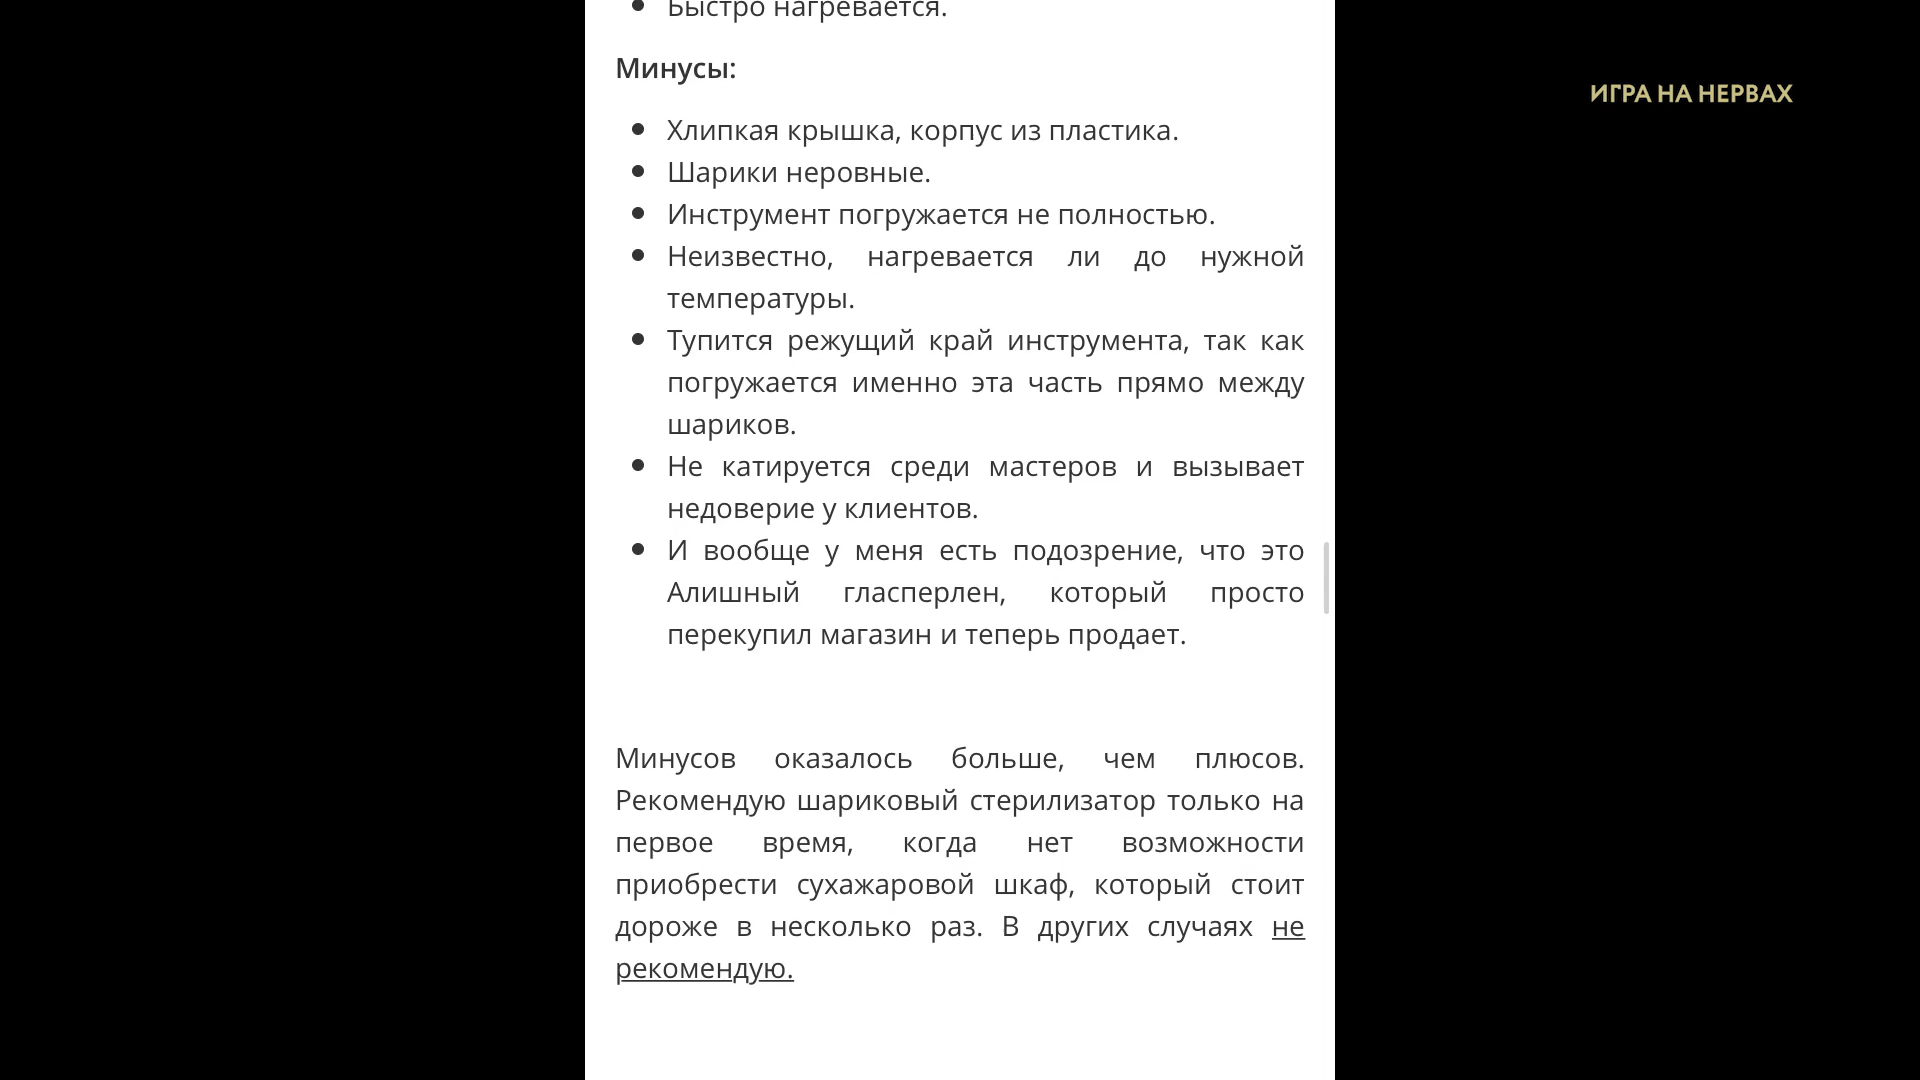 Быстро нагревается.
Минусы:
ИГРА НА НЕРВАХ
Хлипкая крышка, корпус из пластика.
Шарики неровные.
Инструмент погружается не полностью.
Неизвестно, нагревается ли до нужной
температуры.
Тупится режущий край инструмента, так как
погружается именно эта часть прямо между
шариков.
Не катируется среди мастеров и вызывает
недоверие у клиентов.
И вообще у меня есть подозрение, что это
Алишный гласперлен, который просто
перекупил магазин и теперь продает.
Минусов оказалось больше, чем плюсов.
Рекомендую шариковый стерилизатор только на
первое время, когда нет возможности
приобрести сухажаровой шкаф, который стоит
дороже в несколько раз. В других случаях не
рекомендую.